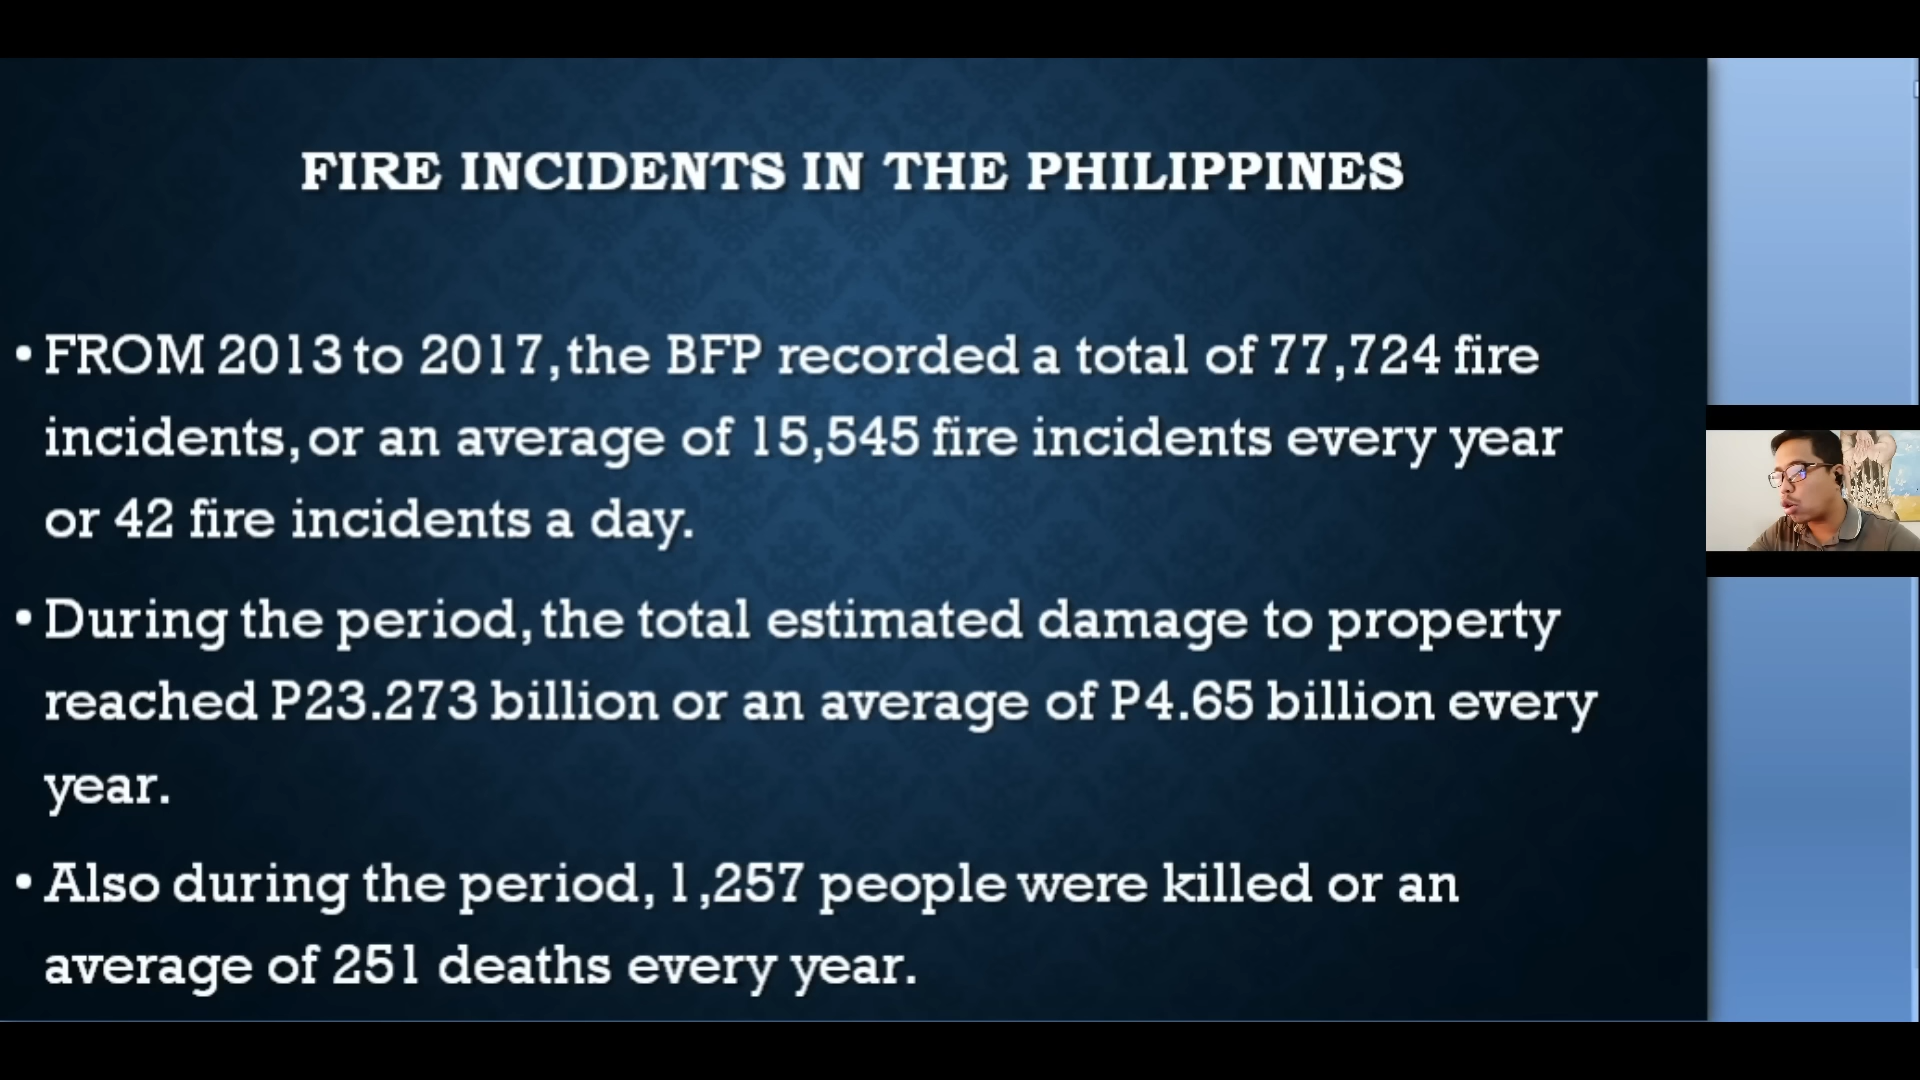 FIRE INCIDENTS IN THE PHILIPPINES
• FROM 2013 to 2017, the BFP recorded a total of 77,724 fire
incidents, or an average of 15,545 fire incidents every year
or 42 fire incidents a day.
• During the period, the total estimated damage to property
reached P23.273 billion or an average of P4.65 billion every
year.
• Also during the period, 1,257 people were killed or an
average of 251 deaths every year.